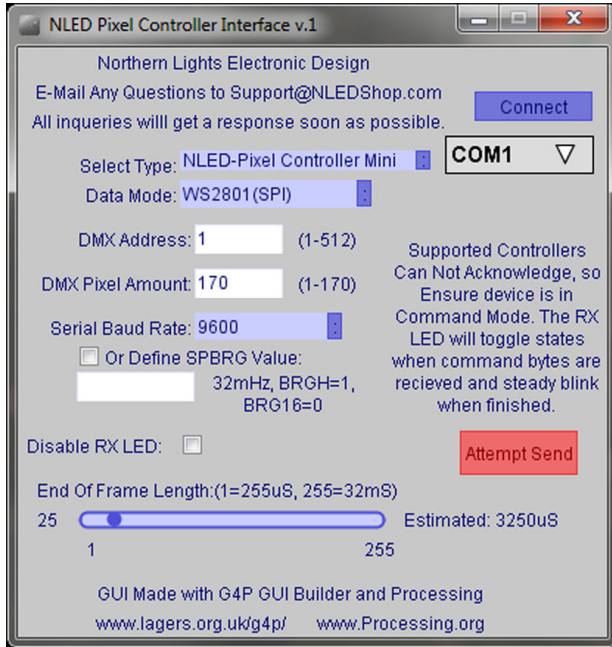 NLED Pixel Controller Interface v.1
Northern Lights Electronic Design
E-Mail Any Questions to Support@NLEDShop.com
All inqueries willl get a response soon as possible.
Connect
COM1
Select Type: NLED-Pixel Controller Mini :
Data Mode: WS2801(SPI) :
DMX Address: 1 (1-512)
DMX Pixel Amount: 170 (1-170)
Serial Baud Rate: 9600 :
Or Define SPBRG Value:
32mHz, BRGH=1,
BRG16=0
Supported Controllers
Can Not Acknowledge, so
Ensure device is in
Command Mode. The RX
LED will toggle states
when command bytes are
recieved and steady blink
when finished.
Disable RX LED:
Attempt Send
End Of Frame Length:(1=255uS, 255=32mS)
25 Estimated: 3250uS
1 255
GUI Made with G4P GUI Builder and Processing
www.lagers.org.uk/g4p/ www.Processing.org